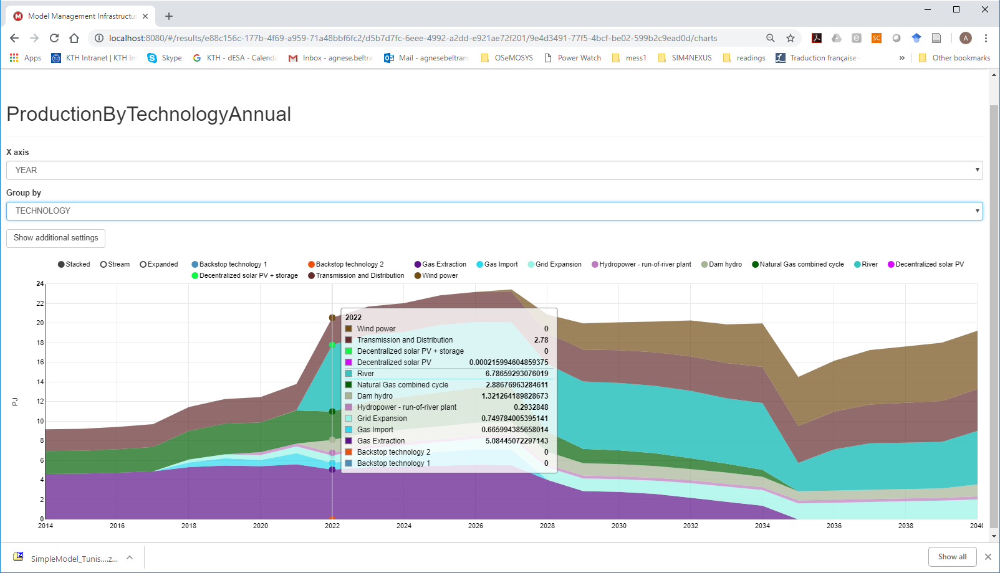 Model Management Infrastructu
localhost:8080/#/results/e88c156c-177b-4f69-a959-71a48bbf6fc2/d5b7d7fc-6eee-4992-a2dd-e921ae72f201/9e4d3491-77f5-4bcf-be02-599b2c9ead0d/charts
Apps KTH Intranet | KTH In Skype KTH - dESA - Calenda Inbox - agnese.beltra Mail - agnesebeltram OSeMOSYS Power Watch mess1 SIM4NEXUS readings Traduction française - » Other bookmarks
ProductionByTechnologyAnnual
X axis
YEAR
Group by
TECHNOLOGY
Show additional settings
Stacked Stream Expanded Backstop technology 1 Backstop technology 2 Gas Extraction Gas Import Grid Expansion Hydropower - run-of-river plant Dam hydro Natural Gas combined cycle River Decentralized solar PV
Decentralized solar PV + storage Transmission and Distribution Wind power
24
22
20
18
16
14
12
10
8
6
4
2
0
PJ
2022
Wind power 0
Transmission and Distribution 2.78
Decentralized solar PV + storage 0
Decentralized solar PV 0.000215994604859375
River 6.78659293076019
Natural Gas combined cycle 2.88676963284611
Dam hydro 1.321264189828673
Hydropower - run-of-river plant 0.2932848
Grid Expansion 0.749784005395141
Gas Import 0.665994385658014
Gas Extraction 5.08445072297143
Backstop technology 2 0
Backstop technology 1 0
2014 2016 2018 2020 2022 2024 2026 2028 2030 2032 2034 2036 2038 2040
SimpleModel_Tunis....z... Show all